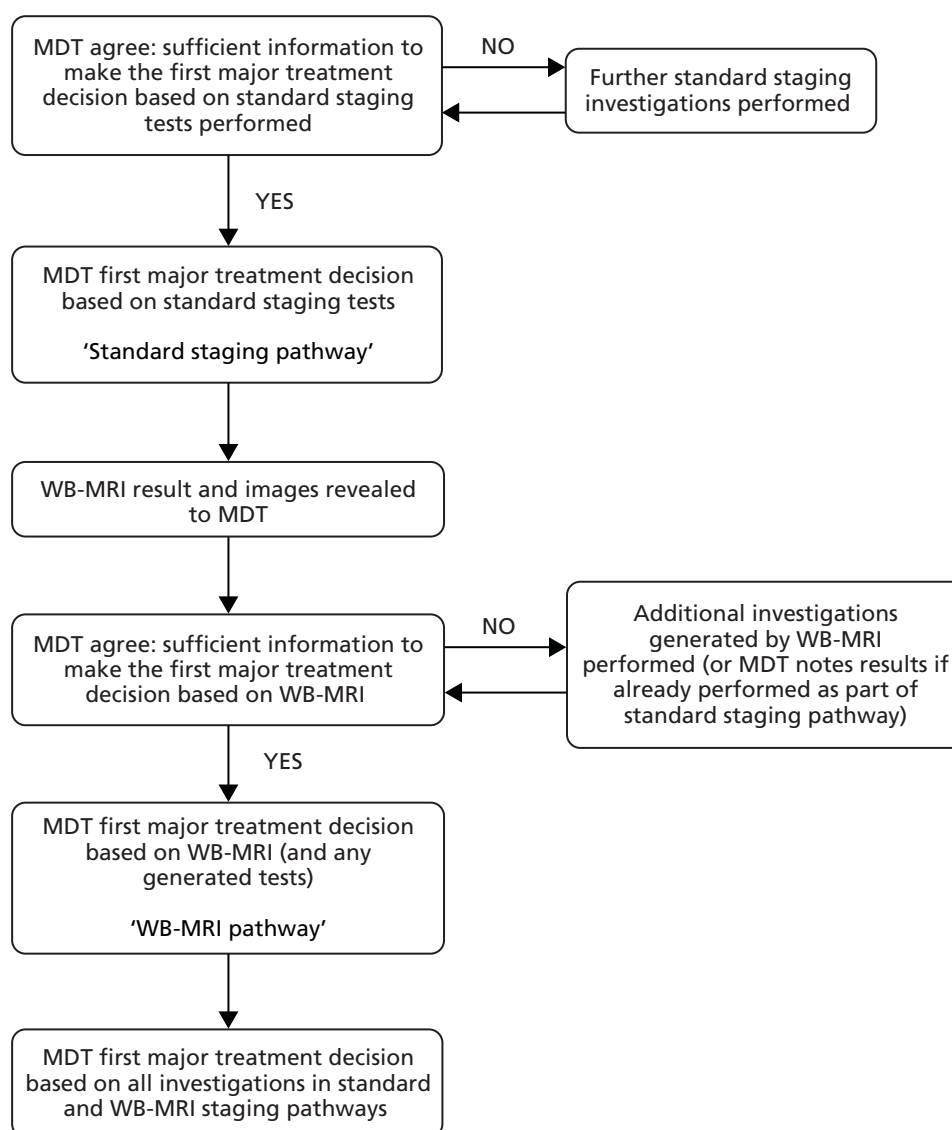 MDT agree: sufficient information to
make the first major treatment
decision based on standard staging
tests performed
NO
Further standard staging
investigations performed
YES
MDT first major treatment decision
based on standard staging tests
‘Standard staging pathway’
WB-MRI result and images revealed
to MDT
MDT agree: sufficient information to
make the first major treatment
decision based on WB-MRI
NO
Additional investigations
generated by WB-MRI
performed (or MDT notes results if
already performed as part of
standard staging pathway)
YES
MDT first major treatment decision
based on WB-MRI (and any
generated tests)
‘WB-MRI pathway’
MDT first major treatment decision
based on all investigations in standard
and WB-MRI staging pathways